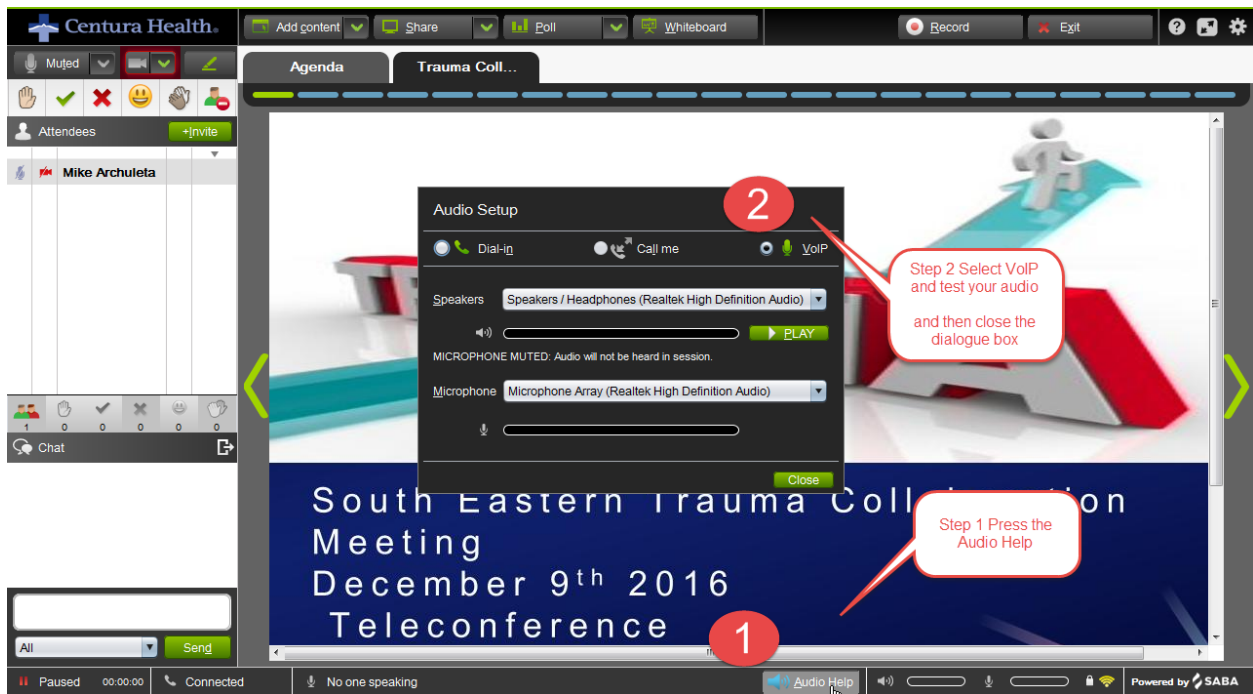 Centura Health®
Add content
Share
Poll
Whiteboard
Record
Exit
?
Muted
Agenda
Trauma Coll...
Attendees
+Invite
Mike Archuleta
Audio Setup
2
Dial-in
Call me
VoIP
Step 2 Select VoIP
and test your audio
and then close the
dialogue box
Speakers
Speakers / Headphones (Realtek High Definition Audio)
PLAY
MICROPHONE MUTED: Audio will not be heard in session.
Microphone
Microphone Array (Realtek High Definition Audio)
1 0 0 0 0 0
Chat
Close
South Eastern Trauma Coll on
Meeting
December 9th 2016
Teleconference
Step 1 Press the
Audio Help
1
All
Send
Paused
00:00:00
Connected
No one speaking
Audio Help
Powered by SABA